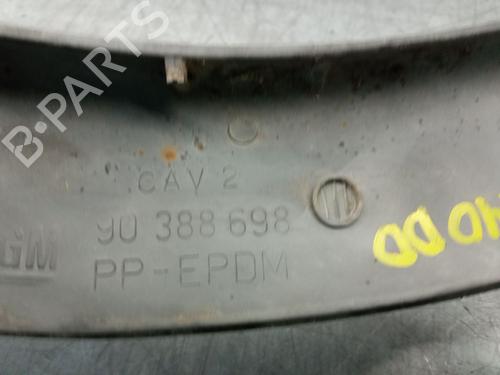 B-PARTS
CAV 2
90 388 698
GM
PP-EPDM